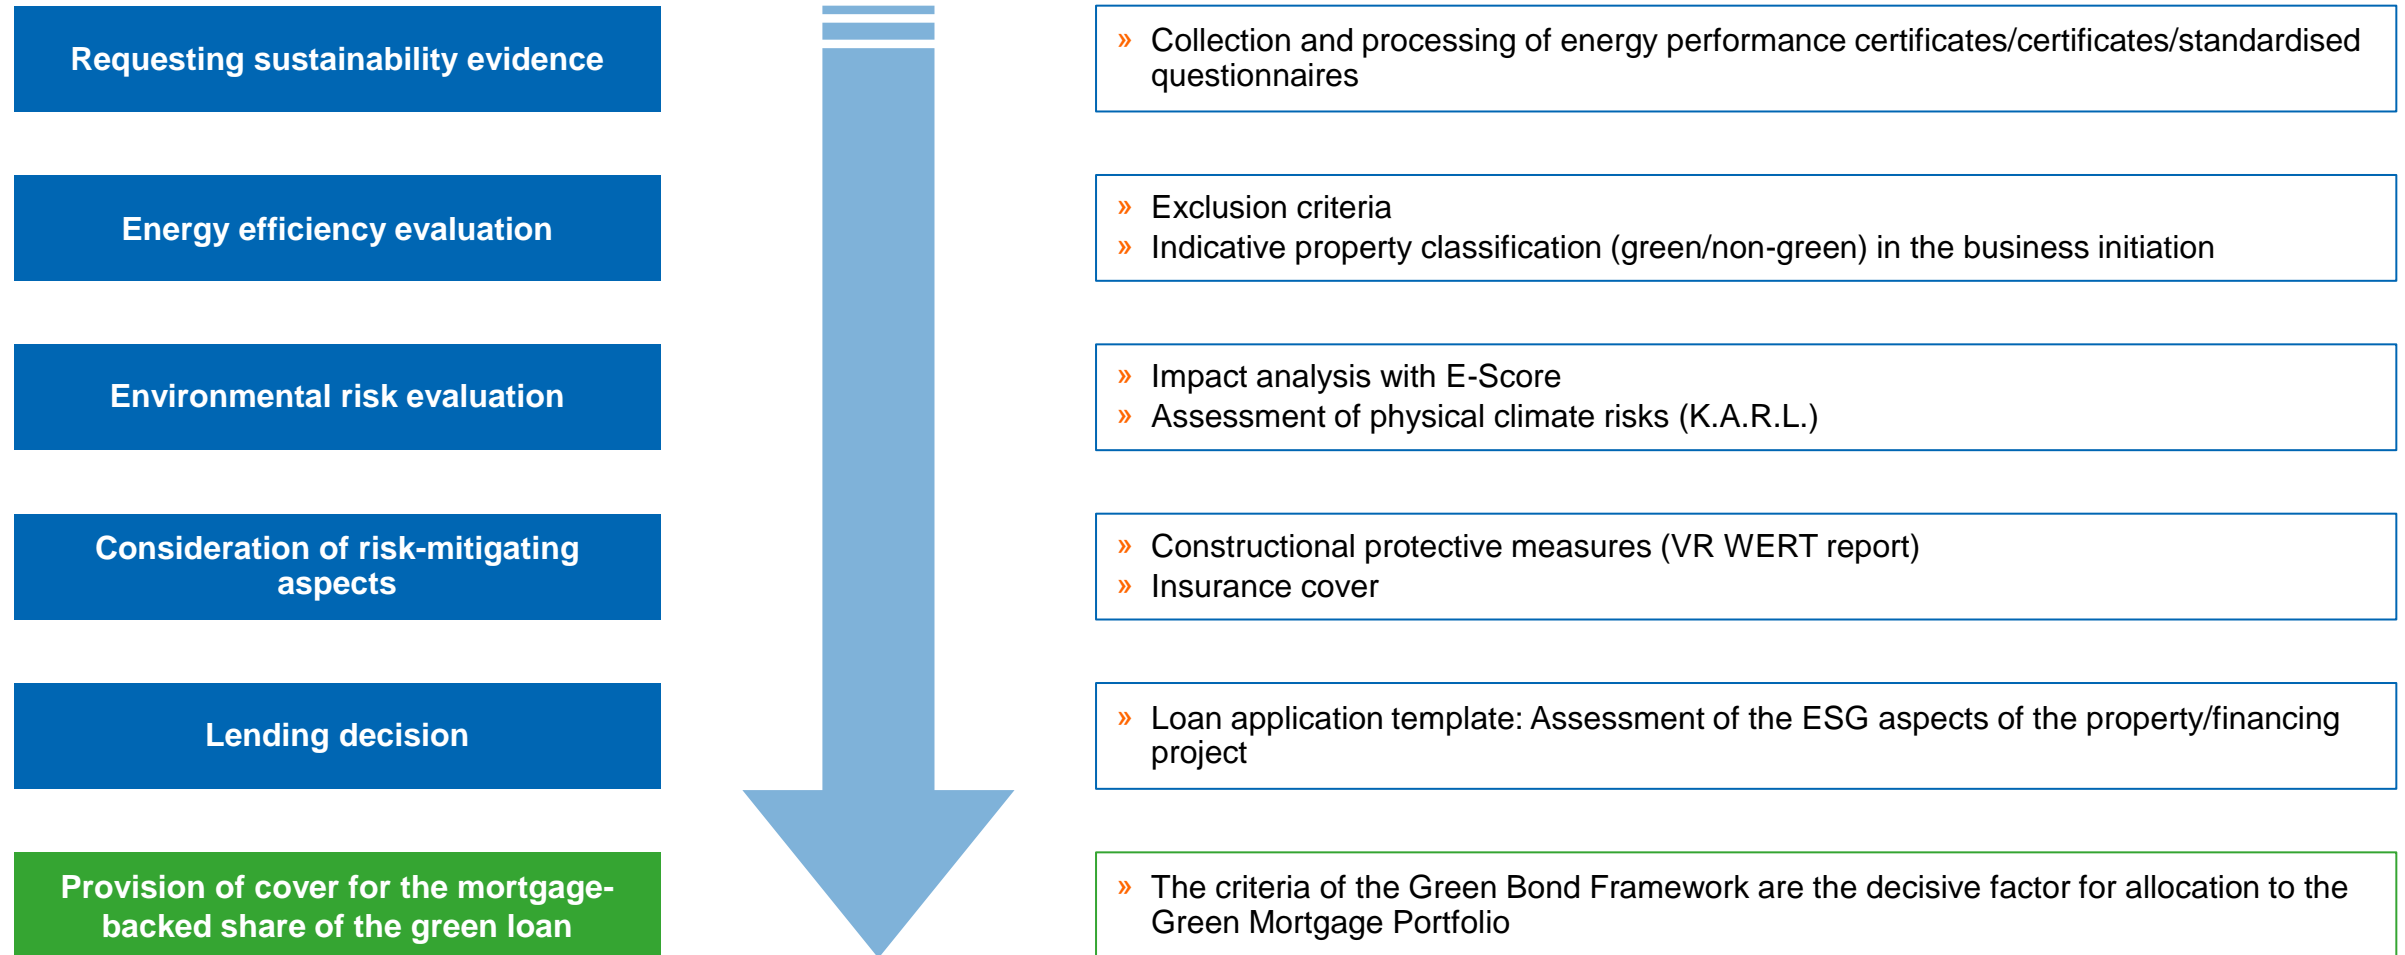 Requesting sustainability evidence
» Collection and processing of energy performance certificates/certificates/standardised
questionnaires
Energy efficiency evaluation
» Exclusion criteria
» Indicative property classification (green/non-green) in the business initiation
Environmental risk evaluation
» Impact analysis with E-Score
» Assessment of physical climate risks (K.A.R.L.)
Consideration of risk-mitigating
aspects
» Constructional protective measures (VR WERT report)
» Insurance cover
Lending decision
» Loan application template: Assessment of the ESG aspects of the property/financing
project
Provision of cover for the mortgage-
backed share of the green loan
» The criteria of the Green Bond Framework are the decisive factor for allocation to the
Green Mortgage Portfolio